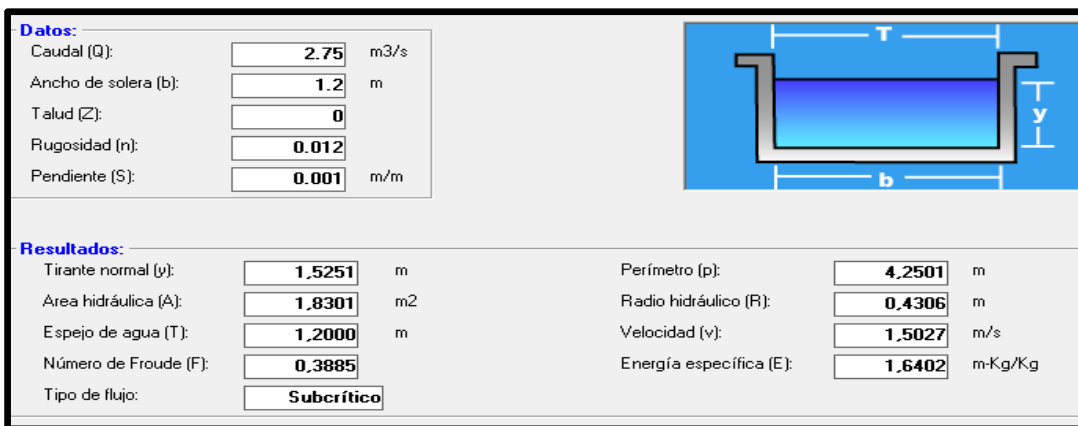 Datos:
Caudal (Q): 2.75 m3/s
Ancho de solera (b): 1.2 m
Talud (Z): 0
Rugosidad (n): 0.012
Pendiente (S): 0.001 m/m
T
y
b
Resultados:
Tirante normal (y): 1,5251 m Perímetro (p): 4,2501 m
Area hidráulica (A): 1,8301 m2 Radio hidráulico (R): 0,4306 m
Espejo de agua (T): 1,2000 m Velocidad (v): 1,5027 m/s
Número de Froude (F): 0,3885 Energía específica (E): 1,6402 m-Kg/Kg
Tipo de flujo: Subcrítico